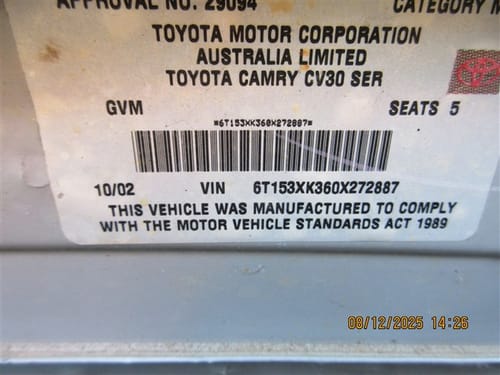 APPROVAL NO. 29094 CATEGORY M
TOYOTA MOTOR CORPORATION
AUSTRALIA LIMITED
TOYOTA CAMRY CV30 SER
GVM SEATS 5
*6T153XK360X272887*
10/02 VIN 6T153XK360X272887
THIS VEHICLE WAS MANUFACTURED TO COMPLY
WITH THE MOTOR VEHICLE STANDARDS ACT 1989
08/12/2025 14:26